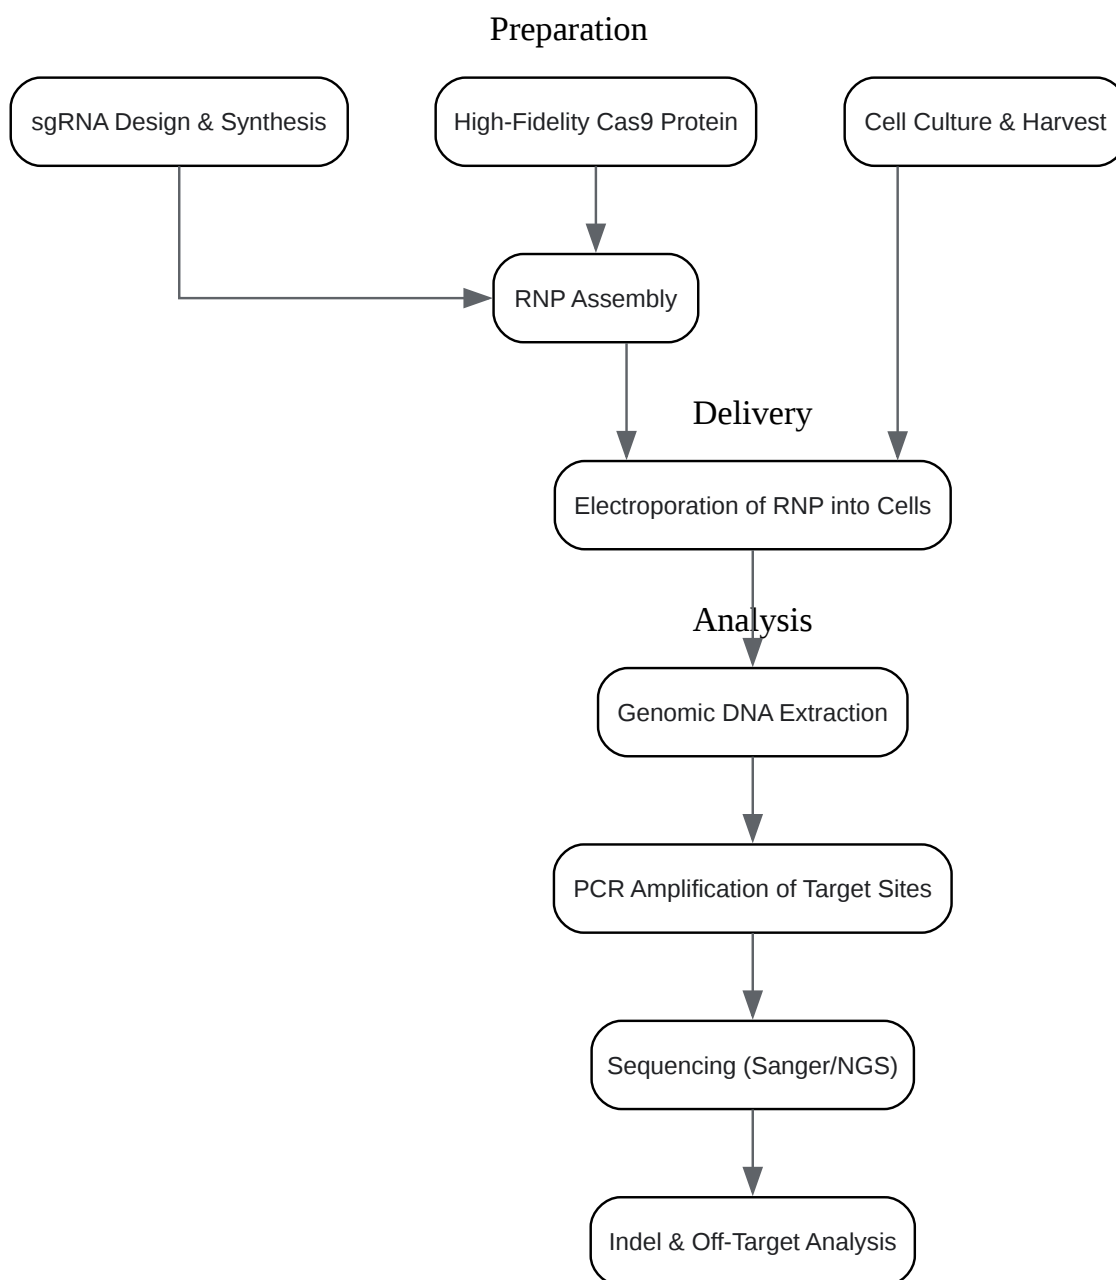 Preparation
sgRNA Design & Synthesis
High-Fidelity Cas9 Protein
Cell Culture & Harvest
RNP Assembly
Delivery
Electroporation of RNP into Cells
Analysis
Genomic DNA Extraction
PCR Amplification of Target Sites
Sequencing (Sanger/NGS)
Indel & Off-Target Analysis